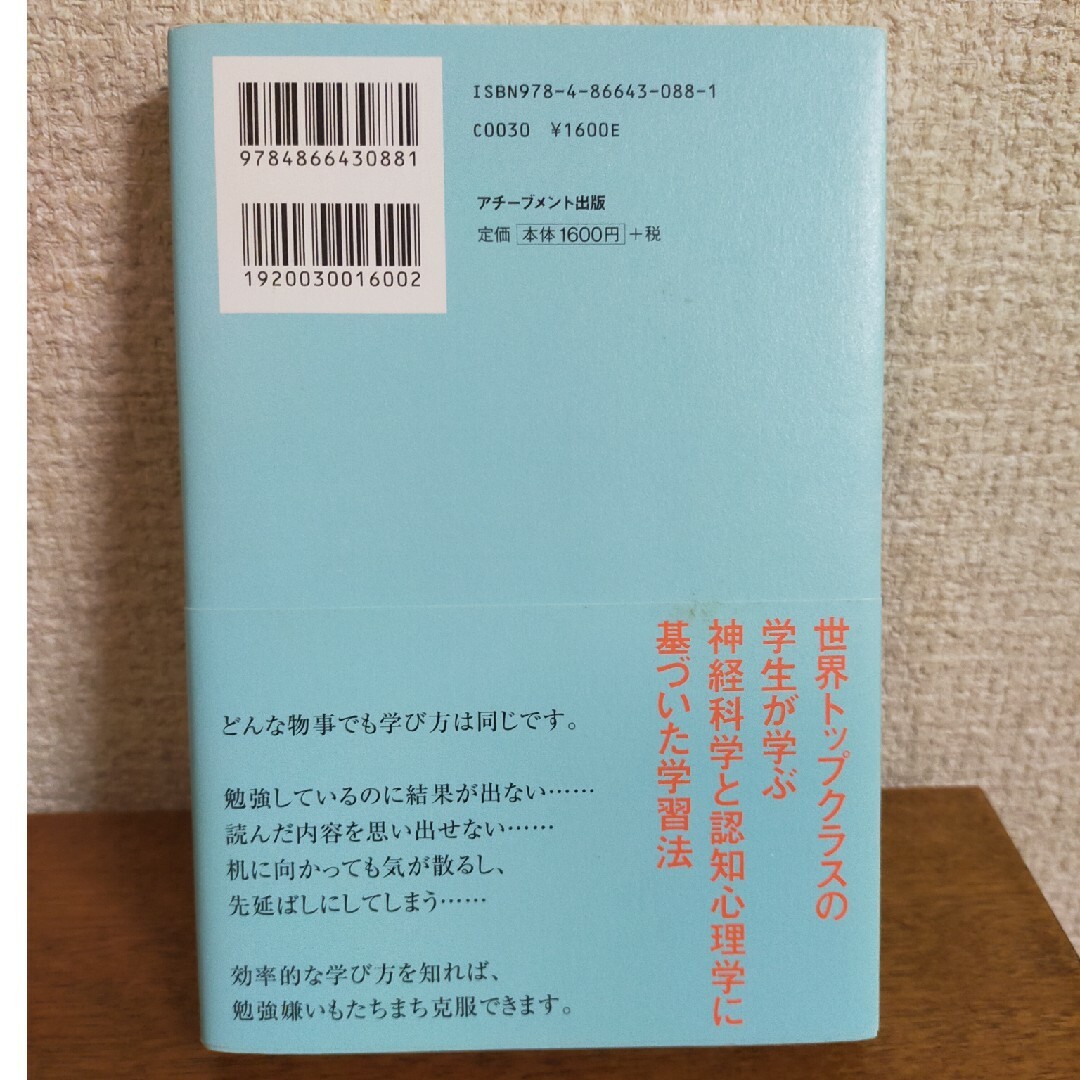 9784866430881
1920030016002
ISBN978-4-86643-088-1
C0030 ¥1600E
アチーブメント出版
定価 本体1600円+税
世界トップクラスの
学生が学ぶ
神経科学と認知心理学に
基づいた学習法
どんな物事でも学び方は同じです。
勉強しているのに結果が出ない……
読んだ内容を思い出せない……
机に向かっても気が散るし、
先延ばしにしてしまう……
効率的な学び方を知れば、
勉強嫌いもたちまち克服できます。